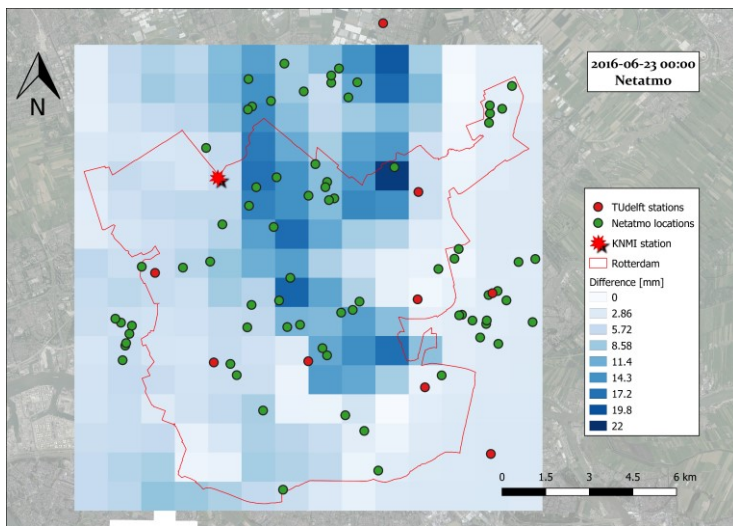 2016-06-23 00:00
Netatmo
N
TUdelft stations
Netatmo locations
KNMI station
Rotterdam
Difference [mm]
0
2.86
5.72
8.58
11.4
14.3
17.2
19.8
22
0 1.5 3 4.5 6 km